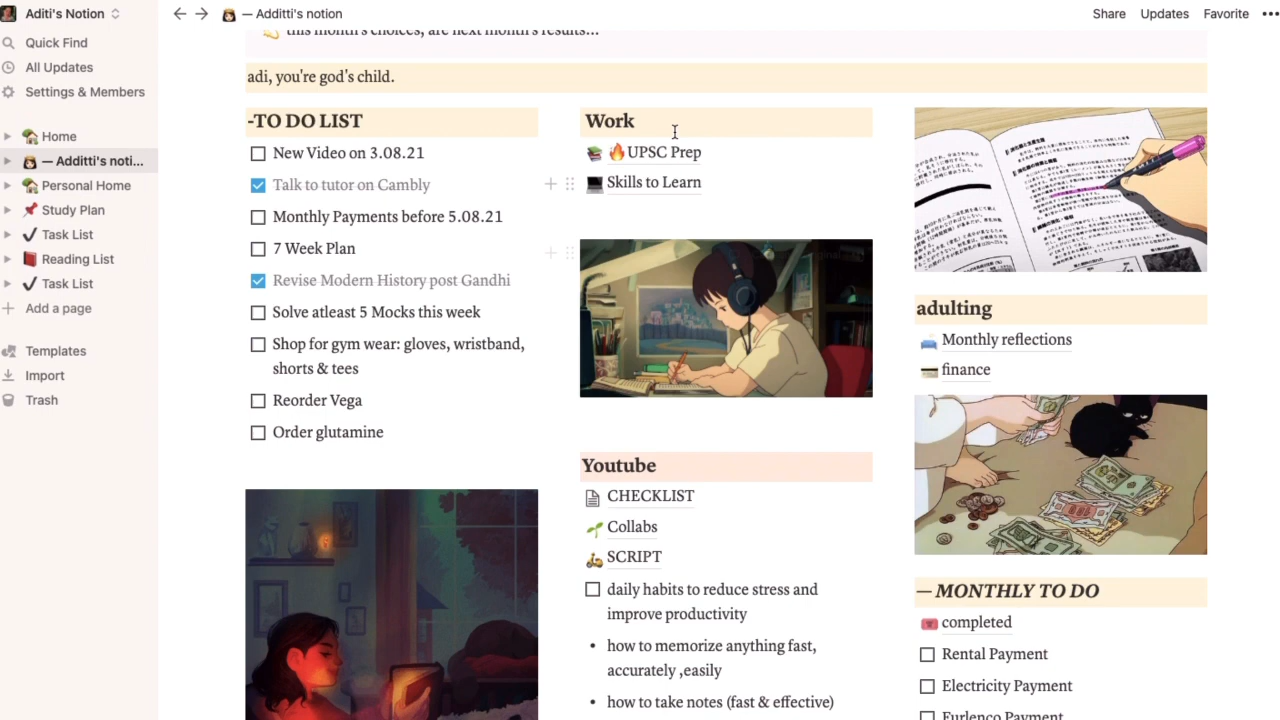 Aditi's Notion
Quick Find
All Updates
Settings & Members
Home
— Additti's noti...
Personal Home
Study Plan
Task List
Reading List
Task List
Add a page
Templates
Import
Trash
— Additti's notion
Share
Updates
Favorite
this month's choices, are next month's results...
adi, you're god's child.
-TO DO LIST
New Video on 3.08.21
Talk to tutor on Cambly
Monthly Payments before 5.08.21
7 Week Plan
Revise Modern History post Gandhi
Solve atleast 5 Mocks this week
Shop for gym wear: gloves, wristband,
shorts & tees
Reorder Vega
Order glutamine
Work
UPSC Prep
Skills to Learn
Youtube
CHECKLIST
Collabs
SCRIPT
daily habits to reduce stress and
improve productivity
• how to memorize anything fast,
accurately ,easily
• how to take notes (fast & effective)
adulting
Monthly reflections
finance
— MONTHLY TO DO
completed
Rental Payment
Electricity Payment
Furlenco Payment